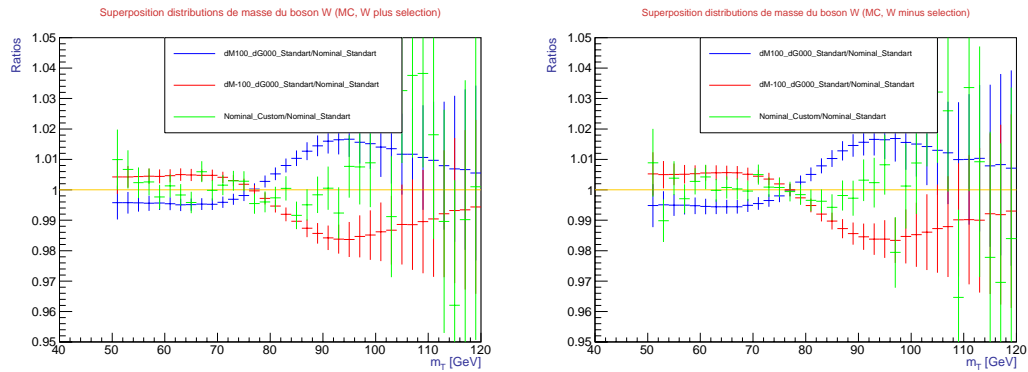 Superposition distributions de masse du boson W (MC, W plus selection)
Ratios
1.05
1.04
1.03
1.02
1.01
1
0.99
0.98
0.97
0.96
0.95
dM100_dG000_Standart/Nominal_Standart
dM-100_dG000_Standart/Nominal_Standart
Nominal_Custom/Nominal_Standart
40 50 60 70 80 90 100 110 120
m_T [GeV]
Superposition distributions de masse du boson W (MC, W minus selection)
Ratios
1.05
1.04
1.03
1.02
1.01
1
0.99
0.98
0.97
0.96
0.95
dM100_dG000_Standart/Nominal_Standart
dM-100_dG000_Standart/Nominal_Standart
Nominal_Custom/Nominal_Standart
40 50 60 70 80 90 100 110 120
m_T [GeV]